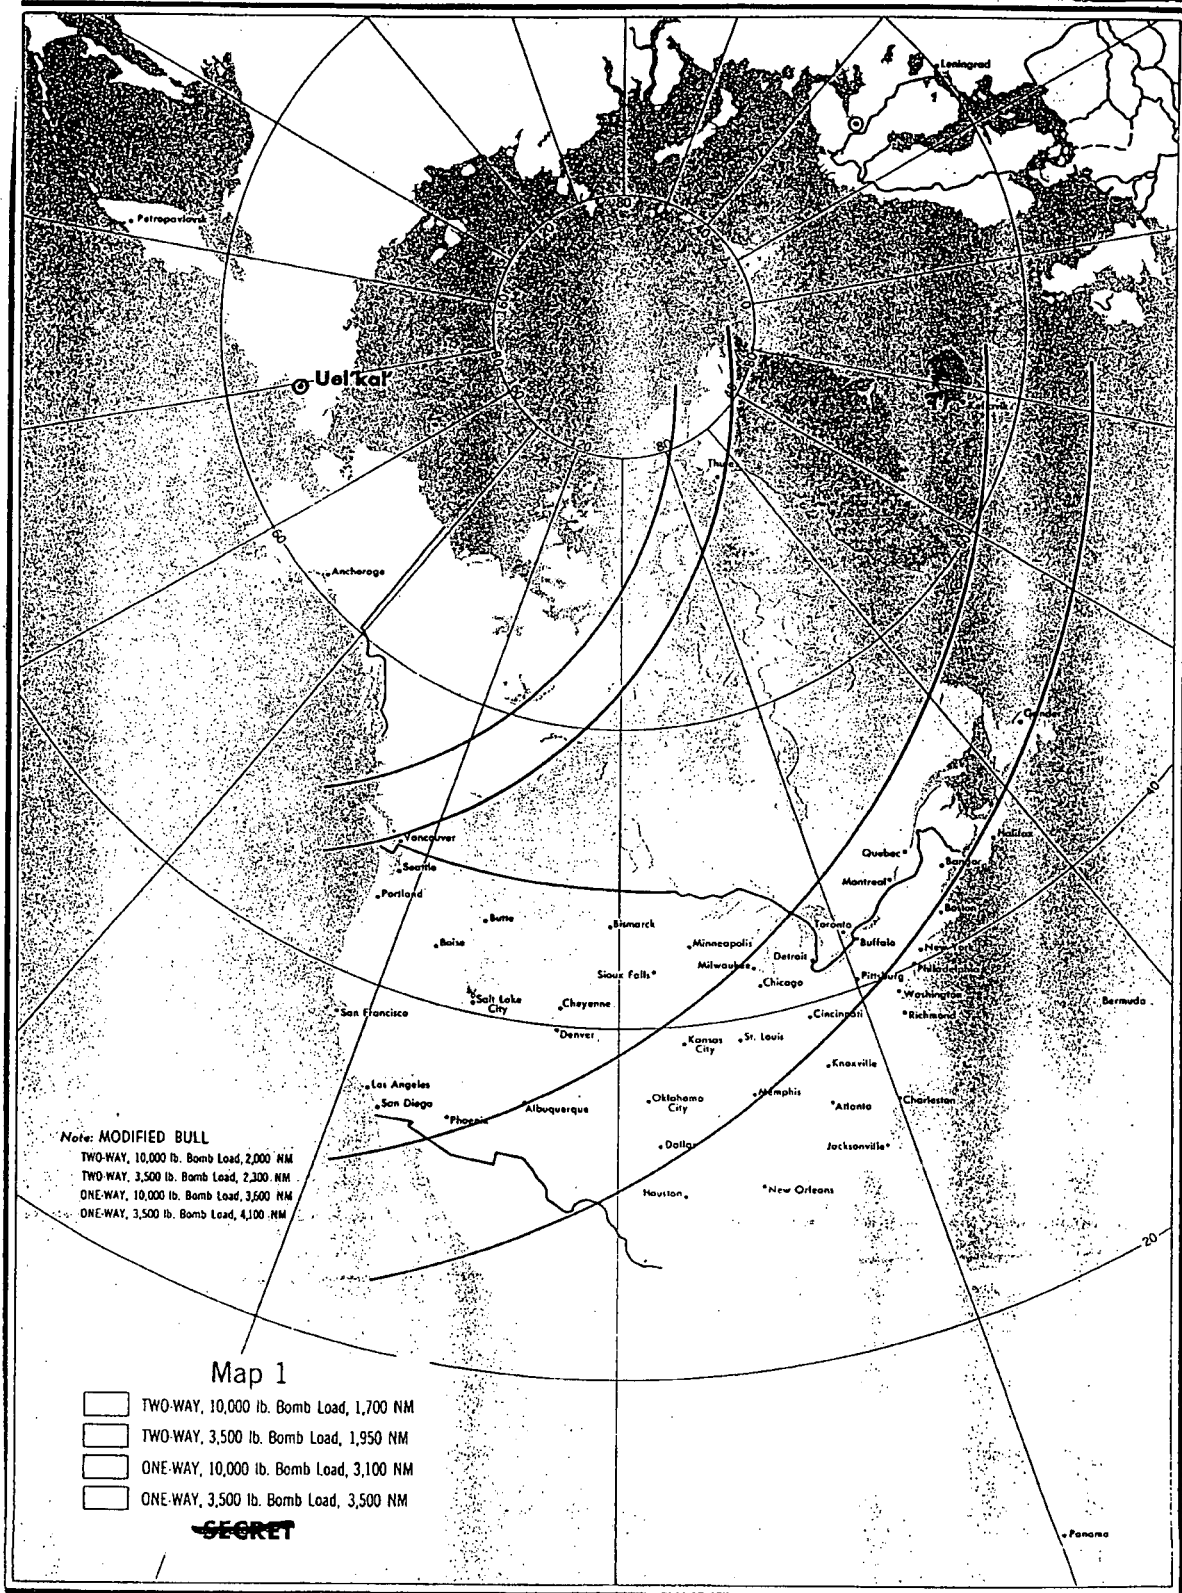 Leningrad
80
Petropavlovsk
Uel'kal'
80
60
Anchorage
Vancouver
Halifax
Quebec
Bangor
Seattle
Montreal
Portland
Boston
Butte
Bismarck
Toronto
Boise
Minneapolis
Buffalo
New York
Detroit
Milwaukee
Philadelphia
Sioux Falls
Pittsburg
Chicago
Salt Lake
City
Cheyenne
Washington
Bermuda
San Francisco
Cincinnati
Richmond
Denver
Kansas
City
St. Louis
Knoxville
Los Angeles
San Diego
Phoenix
Albuquerque
Oklahoma
City
Memphis
Atlanta
Charleston
Dallas
Jacksonville
Houston
New Orleans
40
20
Note: MODIFIED BULL
TWO-WAY, 10,000 lb. Bomb Load, 2,000 NM
TWO-WAY, 3,500 lb. Bomb Load, 2,300 NM
ONE-WAY, 10,000 lb. Bomb Load, 3,600 NM
ONE-WAY, 3,500 lb. Bomb Load, 4,100 NM
Map 1
TWO-WAY, 10,000 lb. Bomb Load, 1,700 NM
TWO-WAY, 3,500 lb. Bomb Load, 1,950 NM
ONE-WAY, 10,000 lb. Bomb Load, 3,100 NM
ONE-WAY, 3,500 lb. Bomb Load, 3,500 NM
SECRET
Panama